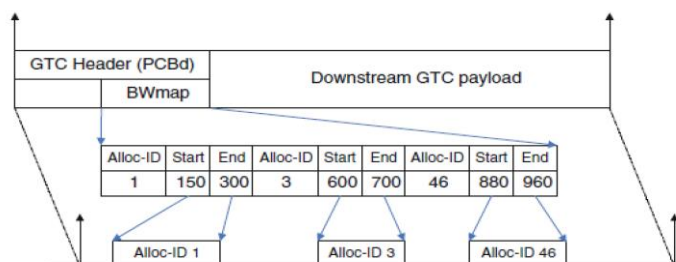 GTC Header (PCBd)
Downstream GTC payload
BWmap
Alloc-ID Start End Alloc-ID Start End Alloc-ID Start End
1 150 300 3 600 700 46 880 960
Alloc-ID 1 Alloc-ID 3 Alloc-ID 46